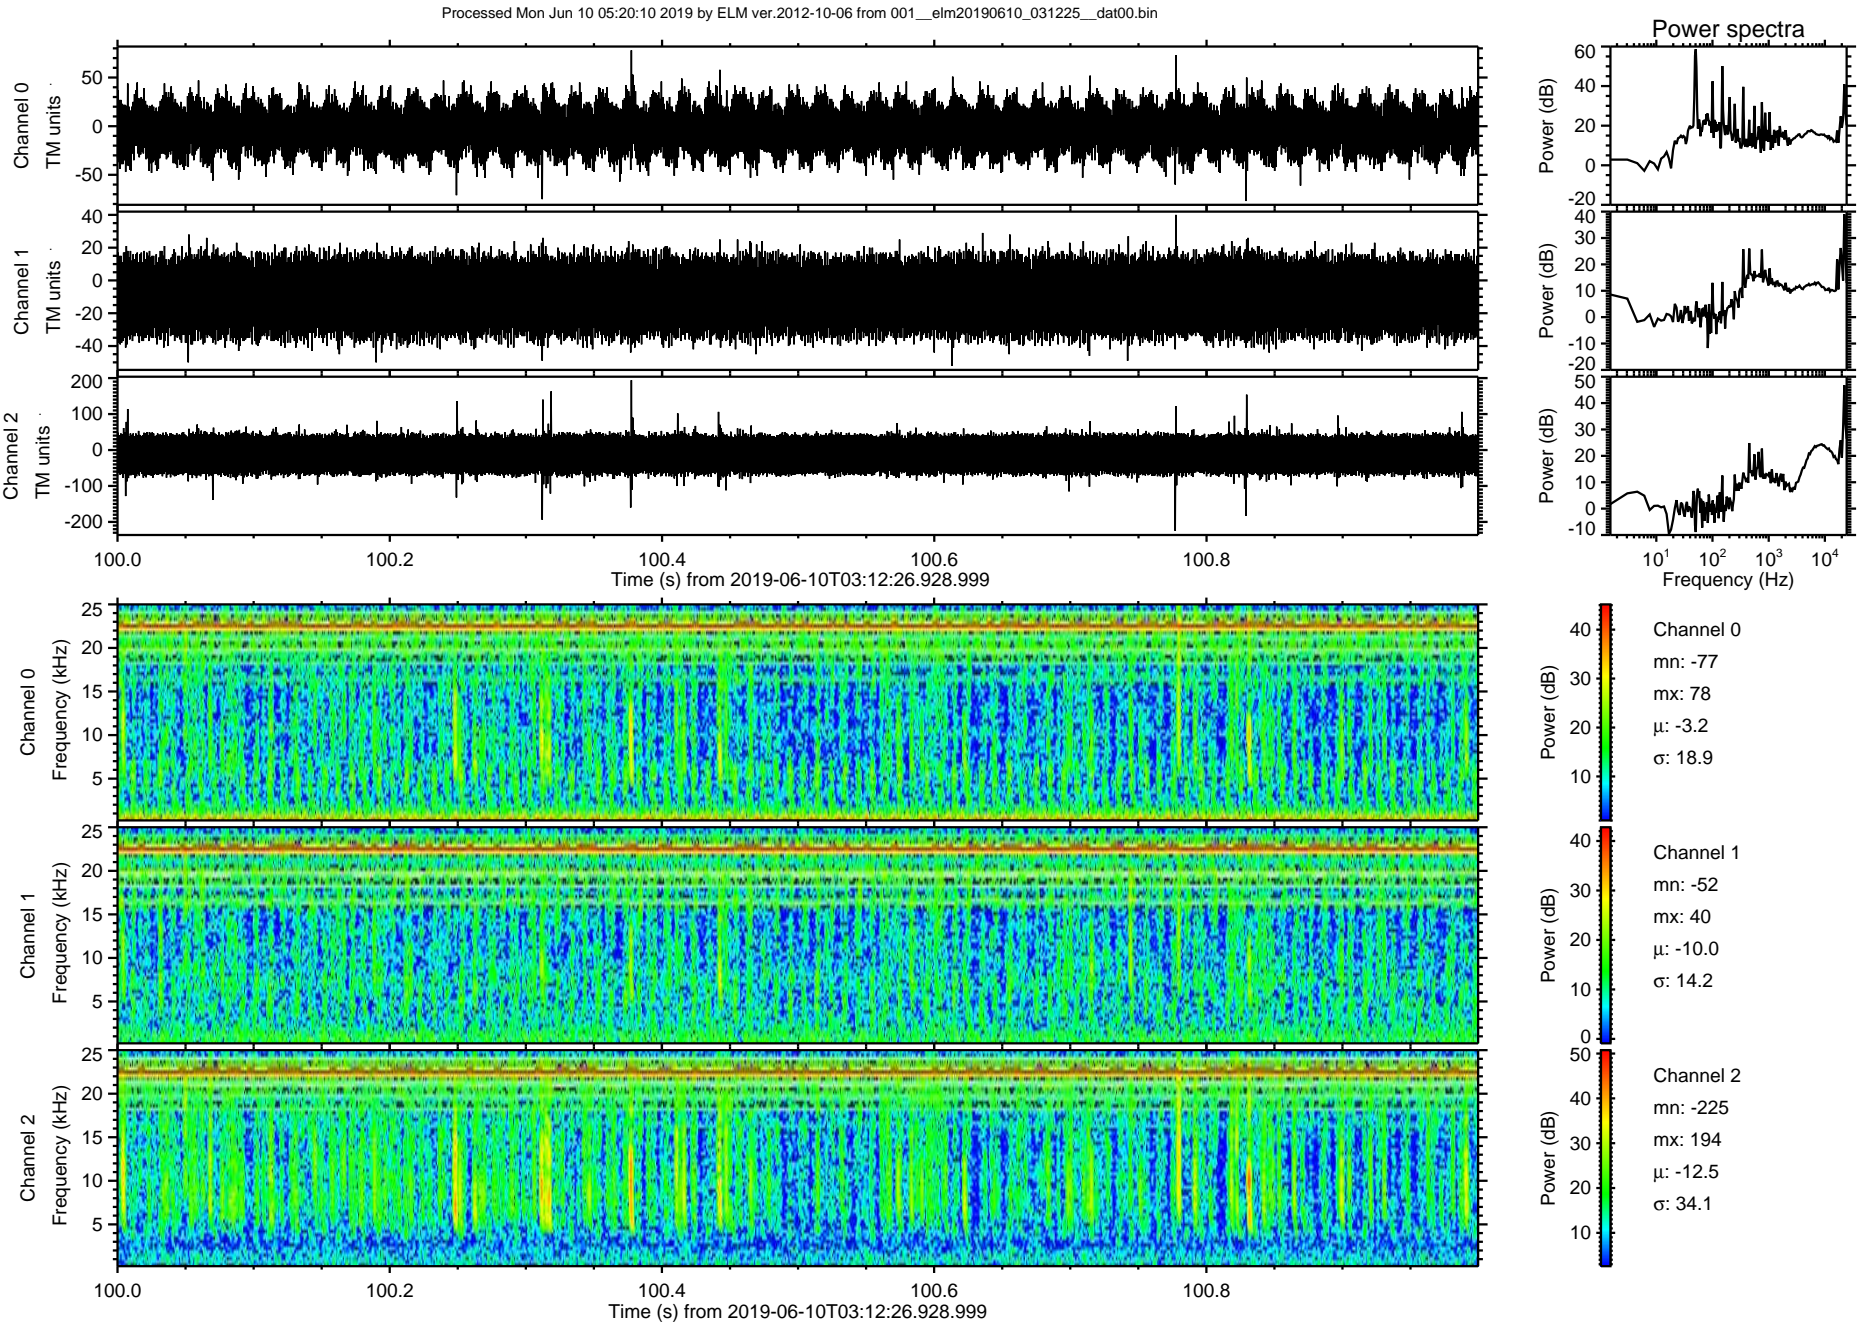 Processed Mon Jun 10 05:20:10 2019 by ELM ver.2012-10-06 from 001__elm20190610_031225__dat00.bin
Power spectra
Channel 0
TM units
50
0
-50
Power (dB)
60
40
20
0
-20
Channel 1
TM units
40
20
0
-20
-40
Power (dB)
40
30
20
10
0
-10
-20
Channel 2
TM units
200
100
0
-100
-200
Power (dB)
50
40
30
20
10
0
-10
100.0 100.2 100.4 100.6 100.8
Time (s) from 2019-06-10T03:12:26.928.999
10¹ 10² 10³ 10⁴
Frequency (Hz)
Channel 0
Frequency (kHz)
25
20
15
10
5
Power (dB)
40
30
20
10
Channel 0
mn: -77
mx: 78
μ: -3.2
σ: 18.9
Channel 1
Frequency (kHz)
25
20
15
10
5
Power (dB)
40
30
20
10
0
Channel 1
mn: -52
mx: 40
μ: -10.0
σ: 14.2
Channel 2
Frequency (kHz)
25
20
15
10
5
Power (dB)
50
40
30
20
10
Channel 2
mn: -225
mx: 194
μ: -12.5
σ: 34.1
100.0 100.2 100.4 100.6 100.8
Time (s) from 2019-06-10T03:12:26.928.999